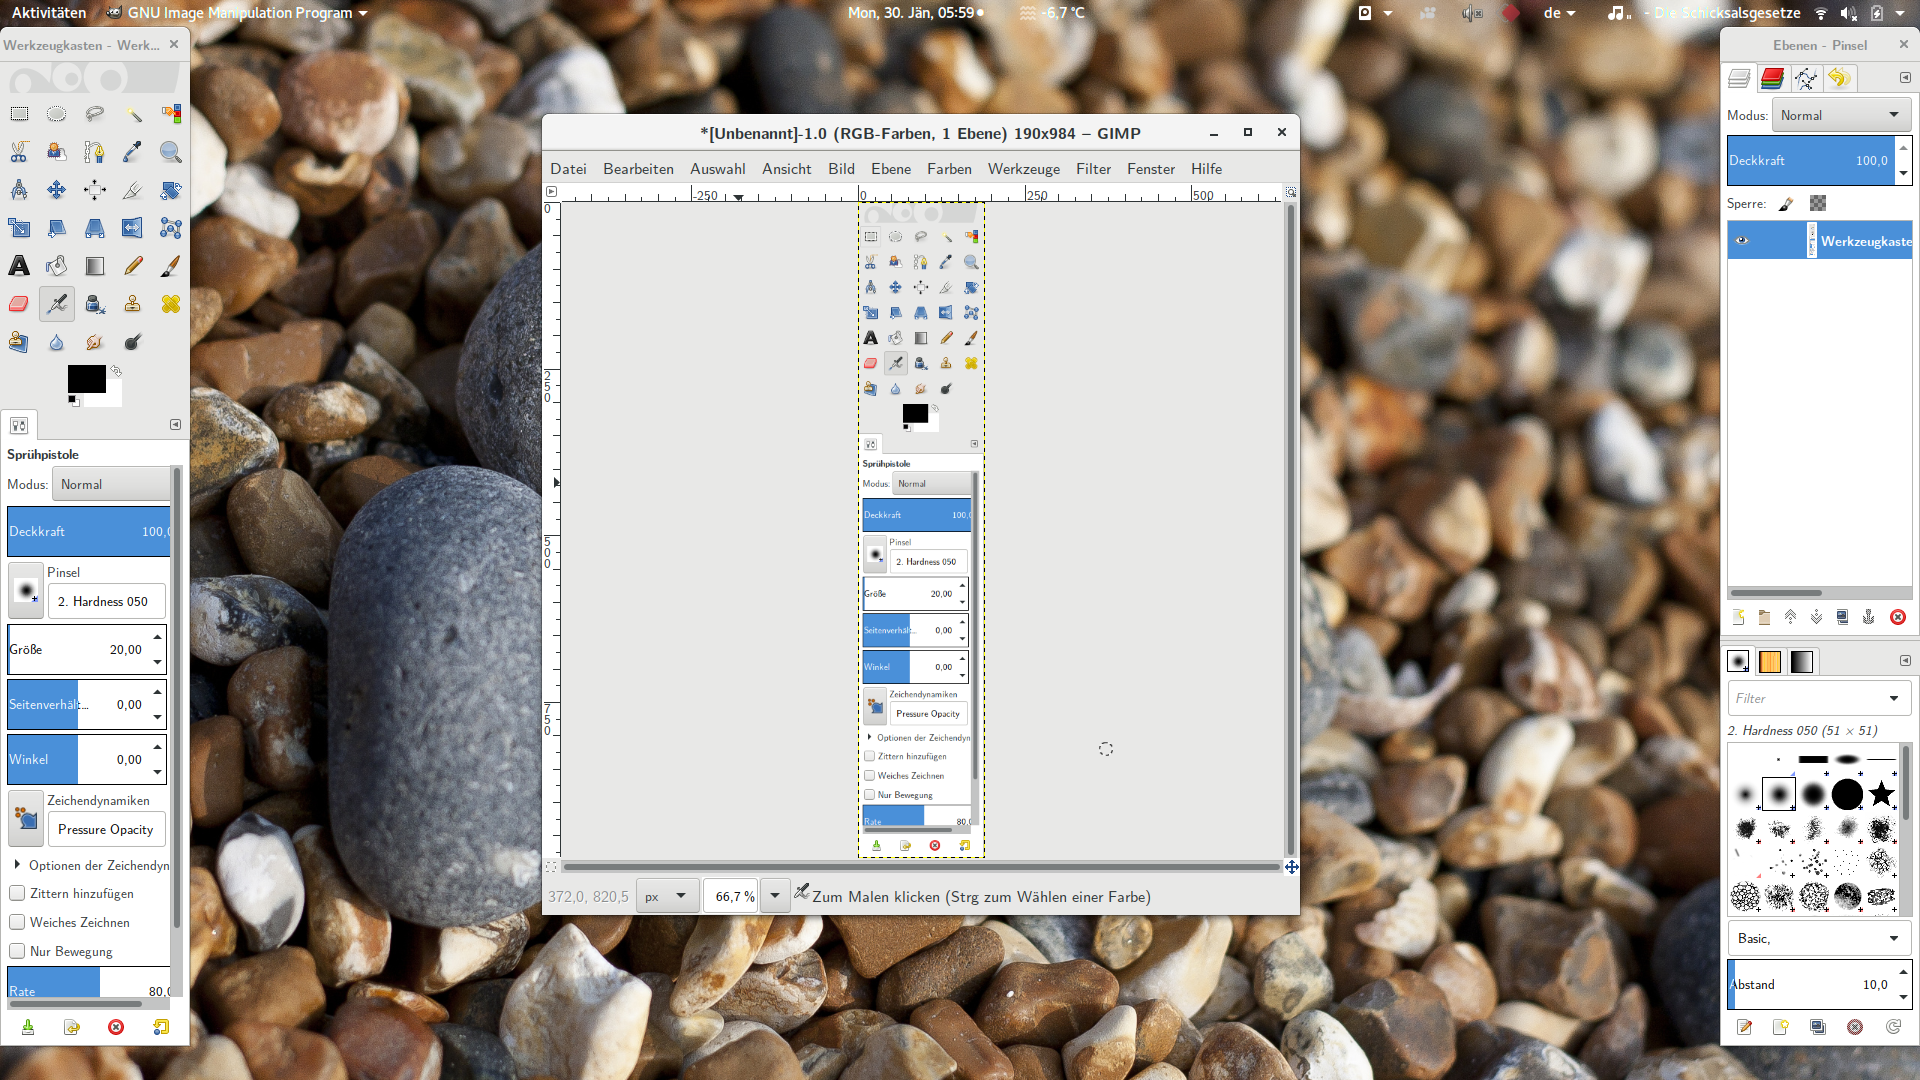 Aktivitäten GNU Image Manipulation Program Mon, 30. Jän, 05:59 -6,7 °C de - Die Schicksalsgesetze
Werkzeugkasten - Werk...
Sprühpistole
Modus: Normal
Deckkraft 100,0
Pinsel
2. Hardness 050
Größe 20,00
Seitenverhält... 0,00
Winkel 0,00
Zeichendynamiken
Pressure Opacity
Optionen der Zeichendyn
Zittern hinzufügen
Weiches Zeichnen
Nur Bewegung
Rate 80,0
*[Unbenannt]-1.0 (RGB-Farben, 1 Ebene) 190x984 – GIMP
Datei Bearbeiten Auswahl Ansicht Bild Ebene Farben Werkzeuge Filter Fenster Hilfe
-250 0 250 500
0
250
500
750
Sprühpistole
Modus: Normal
Deckkraft 100,0
Pinsel
2. Hardness 050
Größe 20,00
Seitenverhält... 0,00
Winkel 0,00
Zeichendynamiken
Pressure Opacity
Optionen der Zeichendyn
Zittern hinzufügen
Weiches Zeichnen
Nur Bewegung
Rate 80,0
372,0, 820,5 px 66,7 % Zum Malen klicken (Strg zum Wählen einer Farbe)
Ebenen - Pinsel
Modus: Normal
Deckkraft 100,0
Sperre:
Werkzeugkaste
Filter
2. Hardness 050 (51 × 51)
Basic,
Abstand 10,0